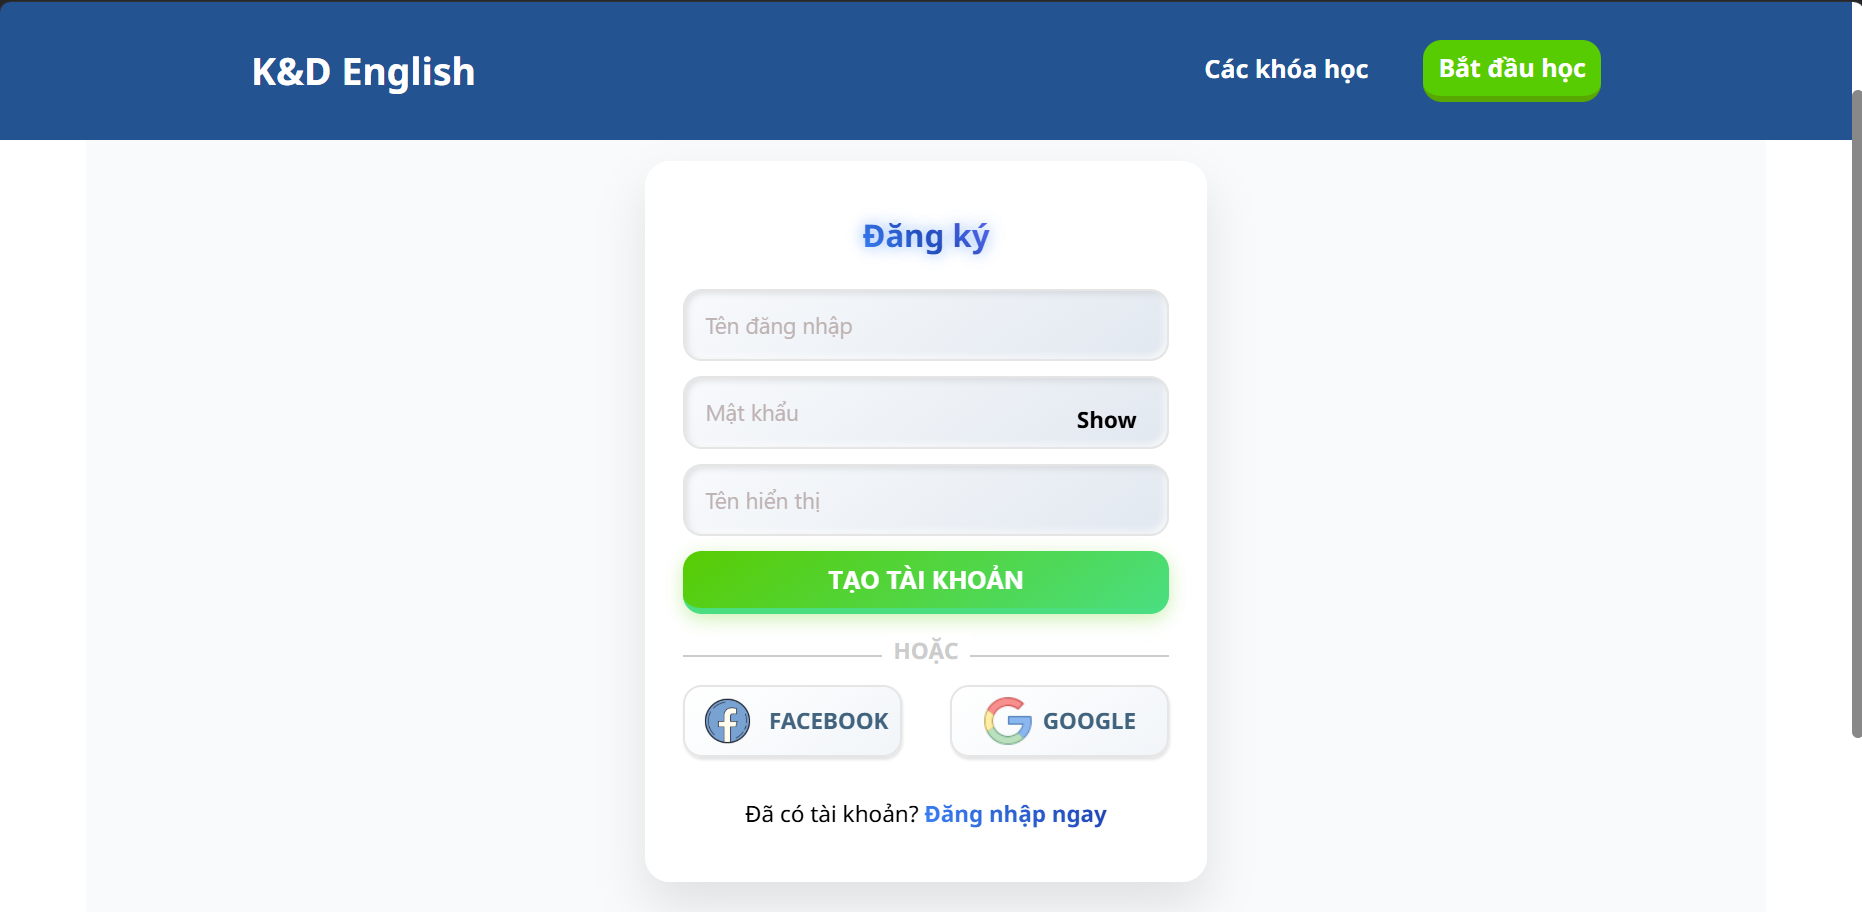 K&D English
Các khóa học
Bắt đầu học
Đăng ký
Tên đăng nhập
Mật khẩu
Show
Tên hiển thị
TẠO TÀI KHOẢN
HOẶC
FACEBOOK
GOOGLE
Đã có tài khoản? Đăng nhập ngay